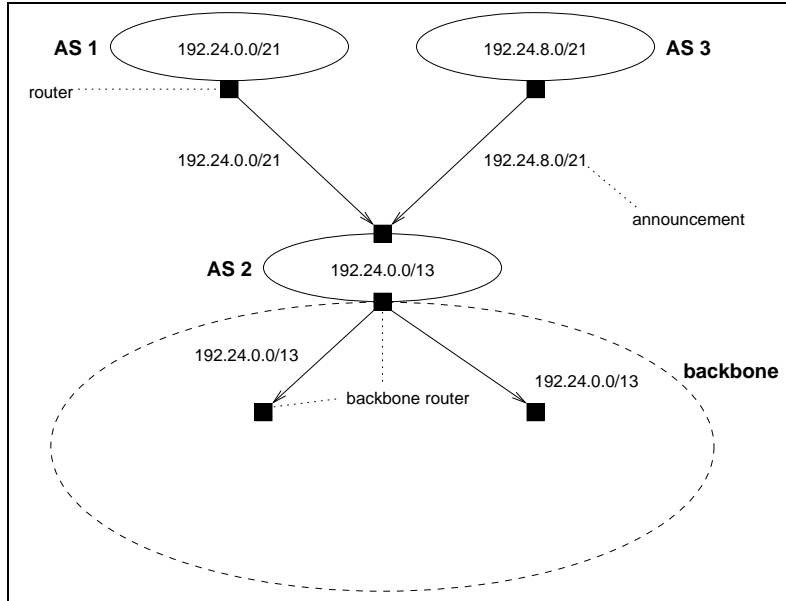 AS 1
192.24.0.0/21
192.24.8.0/21
AS 3
router
192.24.0.0/21
192.24.8.0/21
announcement
AS 2
192.24.0.0/13
192.24.0.0/13
backbone
192.24.0.0/13
backbone router